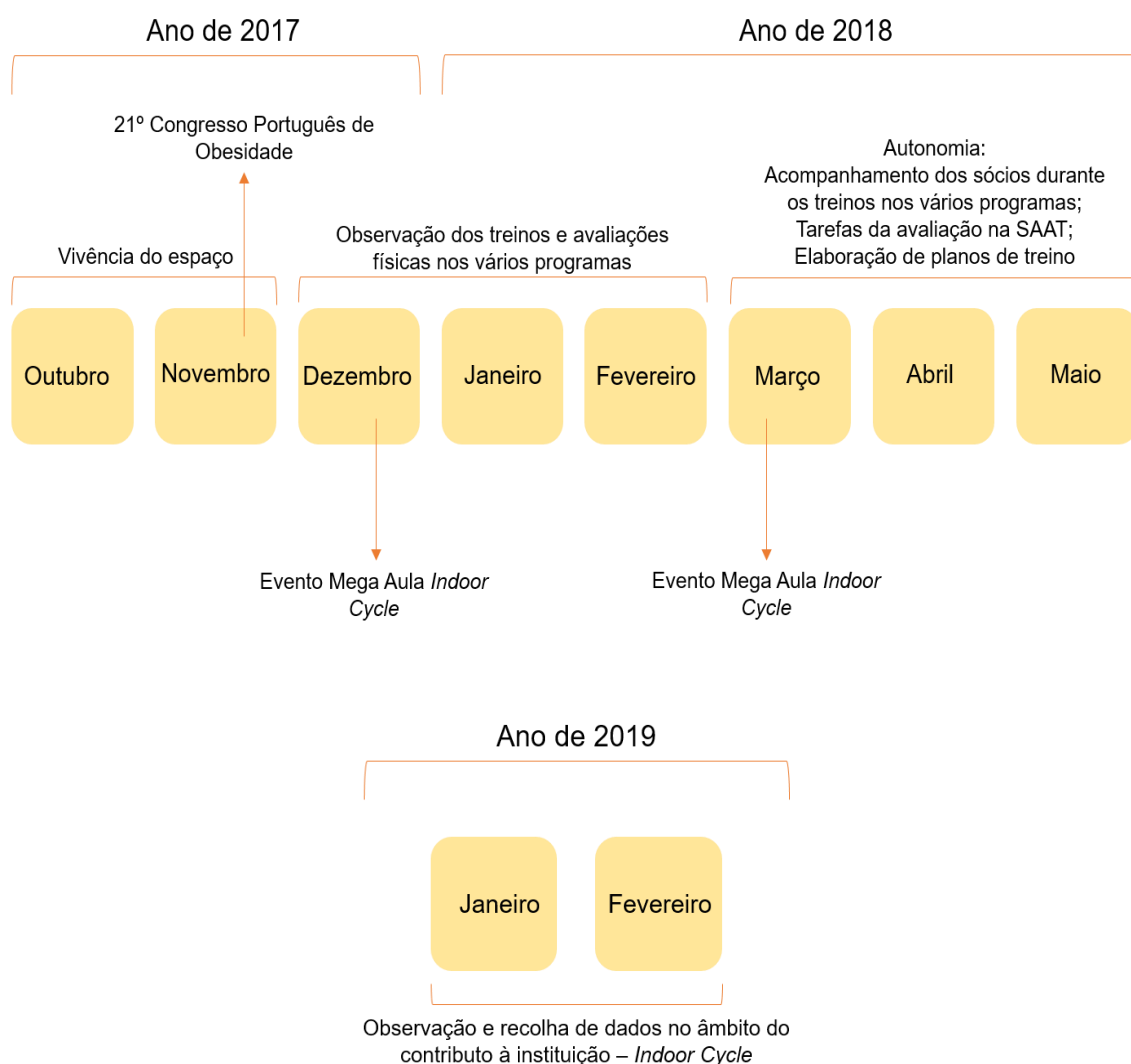 Ano de 2017
Ano de 2018
21º Congresso Português de
Obesidade
Autonomia:
Acompanhamento dos sócios durante
os treinos nos vários programas;
Tarefas da avaliação na SAAT;
Elaboração de planos de treino
Vivência do espaço
Observação dos treinos e avaliações
físicas nos vários programas
Outubro
Novembro
Dezembro
Janeiro
Fevereiro
Março
Abril
Maio
Evento Mega Aula Indoor
Cycle
Evento Mega Aula Indoor
Cycle
Ano de 2019
Janeiro
Fevereiro
Observação e recolha de dados no âmbito do
contributo à instituição – Indoor Cycle